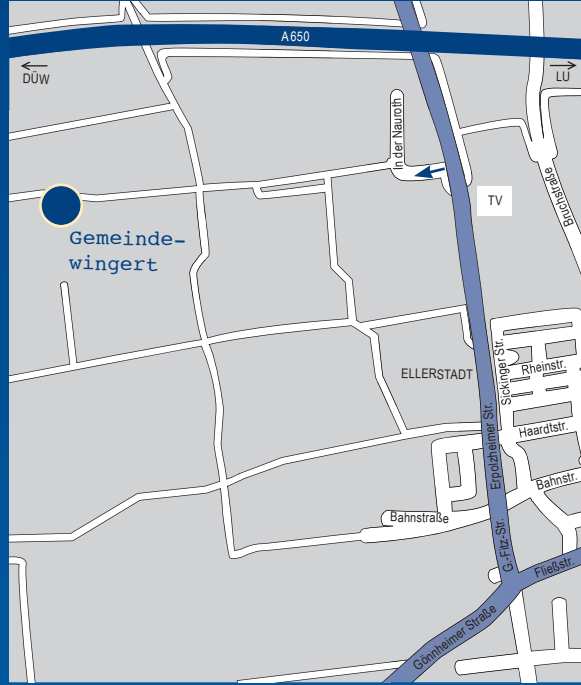 A 650
DÜW
LU
In der Nauroth
Bruchstraße
TV
Gemeinde-
wingert
ELLERSTADT
Sickinger Str.
Rheinstr.
Erpolzheimer Str.
Haardtstr.
Bahnstr.
Bahnstraße
G.-Fitz-Str.
Fließstr.
Gönnheimer Straße